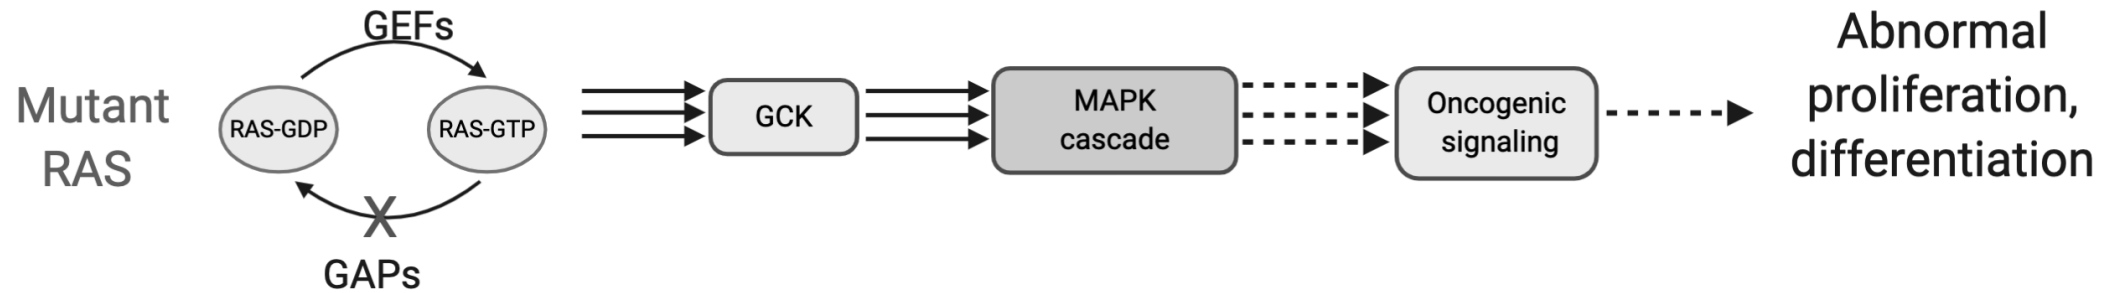 Mutant
RAS
GEFs
RAS-GDP
RAS-GTP
X
GAPs
GCK
MAPK
cascade
Oncogenic
signaling
Abnormal
proliferation,
differentiation